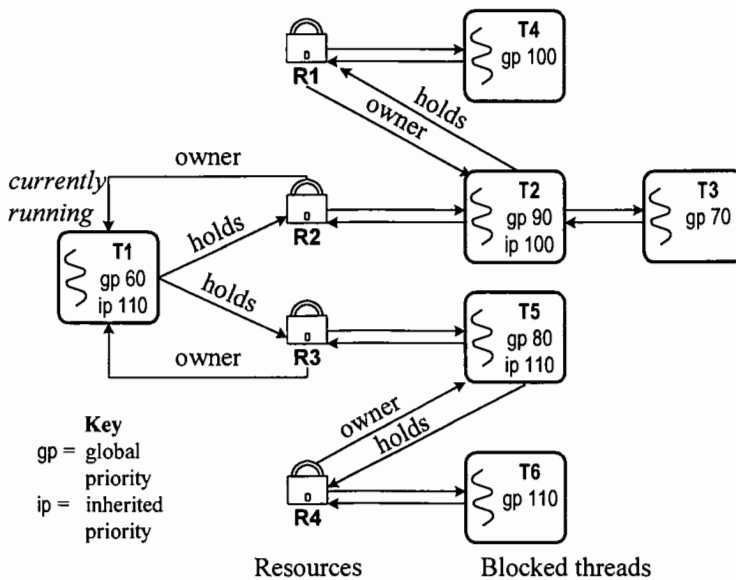 T4
gp 100
R1
holds
owner
owner
currently
running
T2
gp 90
ip 100
T3
gp 70
R2
holds
T1
gp 60
ip 110
holds
T5
gp 80
ip 110
R3
owner
owner
holds
Key
gp = global
priority
ip = inherited
priority
T6
gp 110
R4
Resources
Blocked threads